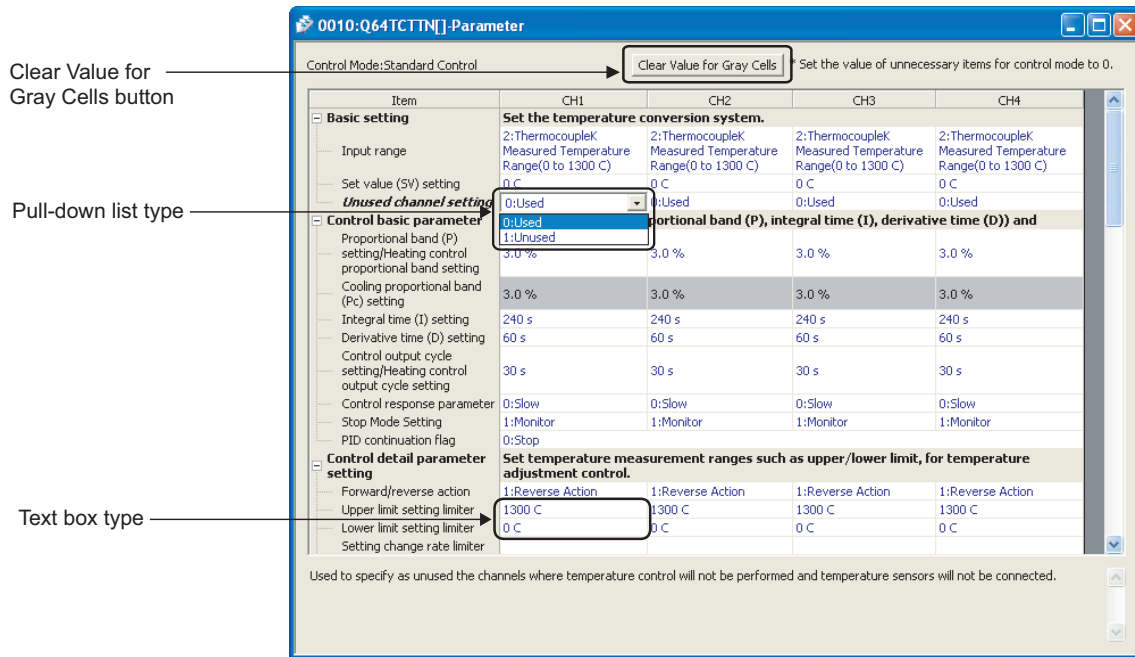 0010:Q64TCTTN[]-Parameter
Control Mode:Standard Control
Clear Value for Gray Cells
* Set the value of unnecessary items for control mode to 0.
Clear Value for
Gray Cells button
Item CH1 CH2 CH3 CH4
Basic setting Set the temperature conversion system.
Input range
2:ThermocoupleK
Measured Temperature
Range(0 to 1300 C)
2:ThermocoupleK
Measured Temperature
Range(0 to 1300 C)
2:ThermocoupleK
Measured Temperature
Range(0 to 1300 C)
2:ThermocoupleK
Measured Temperature
Range(0 to 1300 C)
Set value (SV) setting 0 C 0 C 0 C 0 C
Pull-down list type
Unused channel setting 0:Used 0:Used 0:Used 0:Used
0:Used
1:Unused
Control basic parameter portional band (P), integral time (I), derivative time (D)) and
Proportional band (P)
setting/Heating control
proportional band setting
3.0 % 3.0 % 3.0 % 3.0 %
Cooling proportional band
(Pc) setting
3.0 % 3.0 % 3.0 % 3.0 %
Integral time (I) setting 240 s 240 s 240 s 240 s
Derivative time (D) setting 60 s 60 s 60 s 60 s
Control output cycle
setting/Heating control
output cycle setting
30 s 30 s 30 s 30 s
Control response parameter 0:Slow 0:Slow 0:Slow 0:Slow
Stop Mode Setting 1:Monitor 1:Monitor 1:Monitor 1:Monitor
PID continuation flag 0:Stop
Control detail parameter
setting
Set temperature measurement ranges such as upper/lower limit, for temperature
adjustment control.
Forward/reverse action 1:Reverse Action 1:Reverse Action 1:Reverse Action 1:Reverse Action
Text box type
Upper limit setting limiter 1300 C 1300 C 1300 C 1300 C
Lower limit setting limiter 0 C 0 C 0 C 0 C
Setting change rate limiter
Used to specify as unused the channels where temperature control will not be performed and temperature sensors will not be connected.